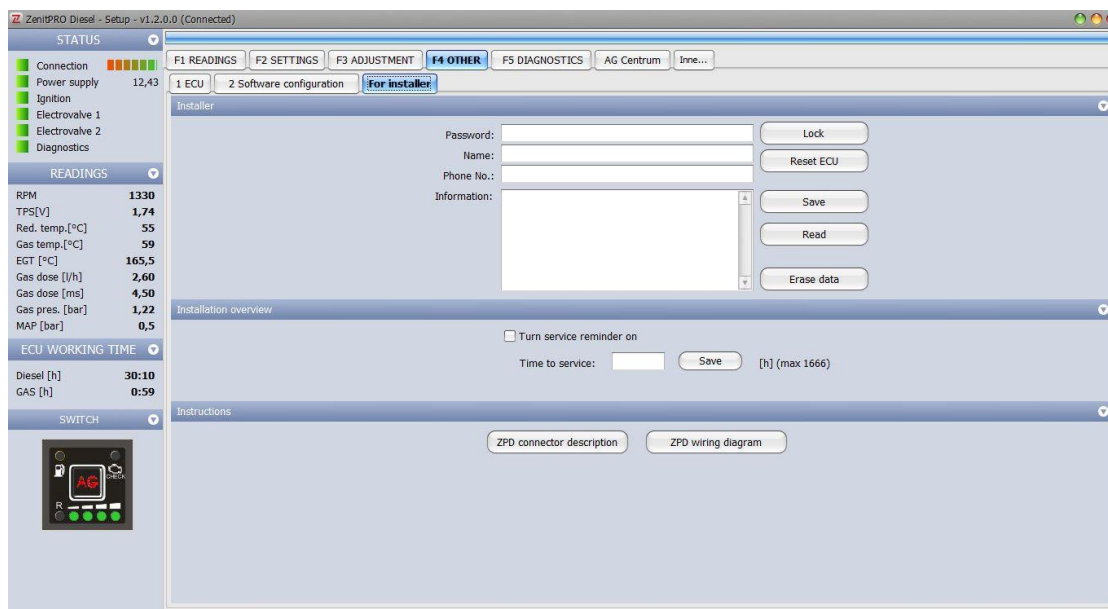 ZenitPRO Diesel - Setup - v1.2.0.0 (Connected)
STATUS
Connection
Power supply 12,43
Ignition
Electrovalve 1
Electrovalve 2
Diagnostics
READINGS
RPM 1330
TPS[V] 1,74
Red. temp.[°C] 55
Gas temp.[°C] 59
EGT [°C] 165,5
Gas dose [l/h] 2,60
Gas dose [ms] 4,50
Gas pres. [bar] 1,22
MAP [bar] 0,5
ECU WORKING TIME
Diesel [h] 30:10
GAS [h] 0:59
SWITCH
AG
CHECK
R
F1 READINGS F2 SETTINGS F3 ADJUSTMENT F4 OTHER F5 DIAGNOSTICS AG Centrum Inne...
1 ECU 2 Software configuration For installer
Installer
Password: Lock
Name:
Reset ECU
Phone No.:
Information: Save
Read
Erase data
Installation overview
Turn service reminder on
Time to service: Save [h] (max 1666)
Instructions
ZPD connector description ZPD wiring diagram